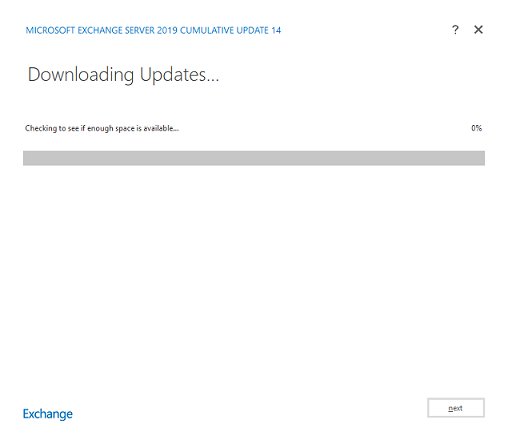 MICROSOFT EXCHANGE SERVER 2019 CUMULATIVE UPDATE 14
?
Downloading Updates...
Checking to see if enough space is available... 0%
Exchange
next